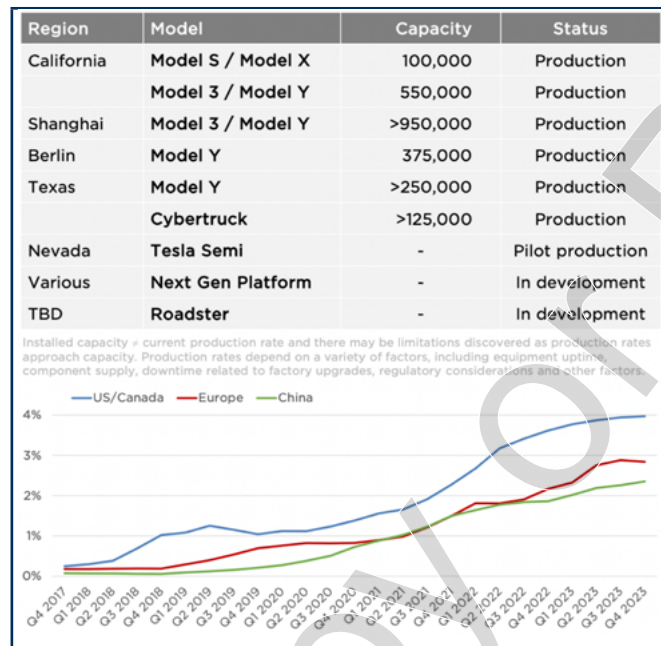 Region Model Capacity Status
California Model S / Model X 100,000 Production
Model 3 / Model Y 550,000 Production
Shanghai Model 3 / Model Y >950,000 Production
Berlin Model Y 375,000 Production
Texas Model Y >250,000 Production
Cybertruck >125,000 Production
Nevada Tesla Semi - Pilot production
Various Next Gen Platform - In development
TBD Roadster - In development
Installed capacity ≠ current production rate and there may be limitations discovered as production rates
approach capacity. Production rates depend on a variety of factors, including equipment uptime,
component supply, downtime related to factory upgrades, regulatory considerations and other factors.
US/Canada Europe China
4%
3%
2%
1%
0%
Q4 2017 Q1 2018 Q2 2018 Q3 2018 Q4 2018 Q1 2019 Q2 2019 Q3 2019 Q4 2019 Q1 2020 Q2 2020 Q3 2020 Q4 2020 Q1 2021 Q2 2021 Q3 2021 Q4 2021 Q1 2022 Q2 2022 Q3 2022 Q4 2022 Q1 2023 Q2 2023 Q3 2023 Q4 2023